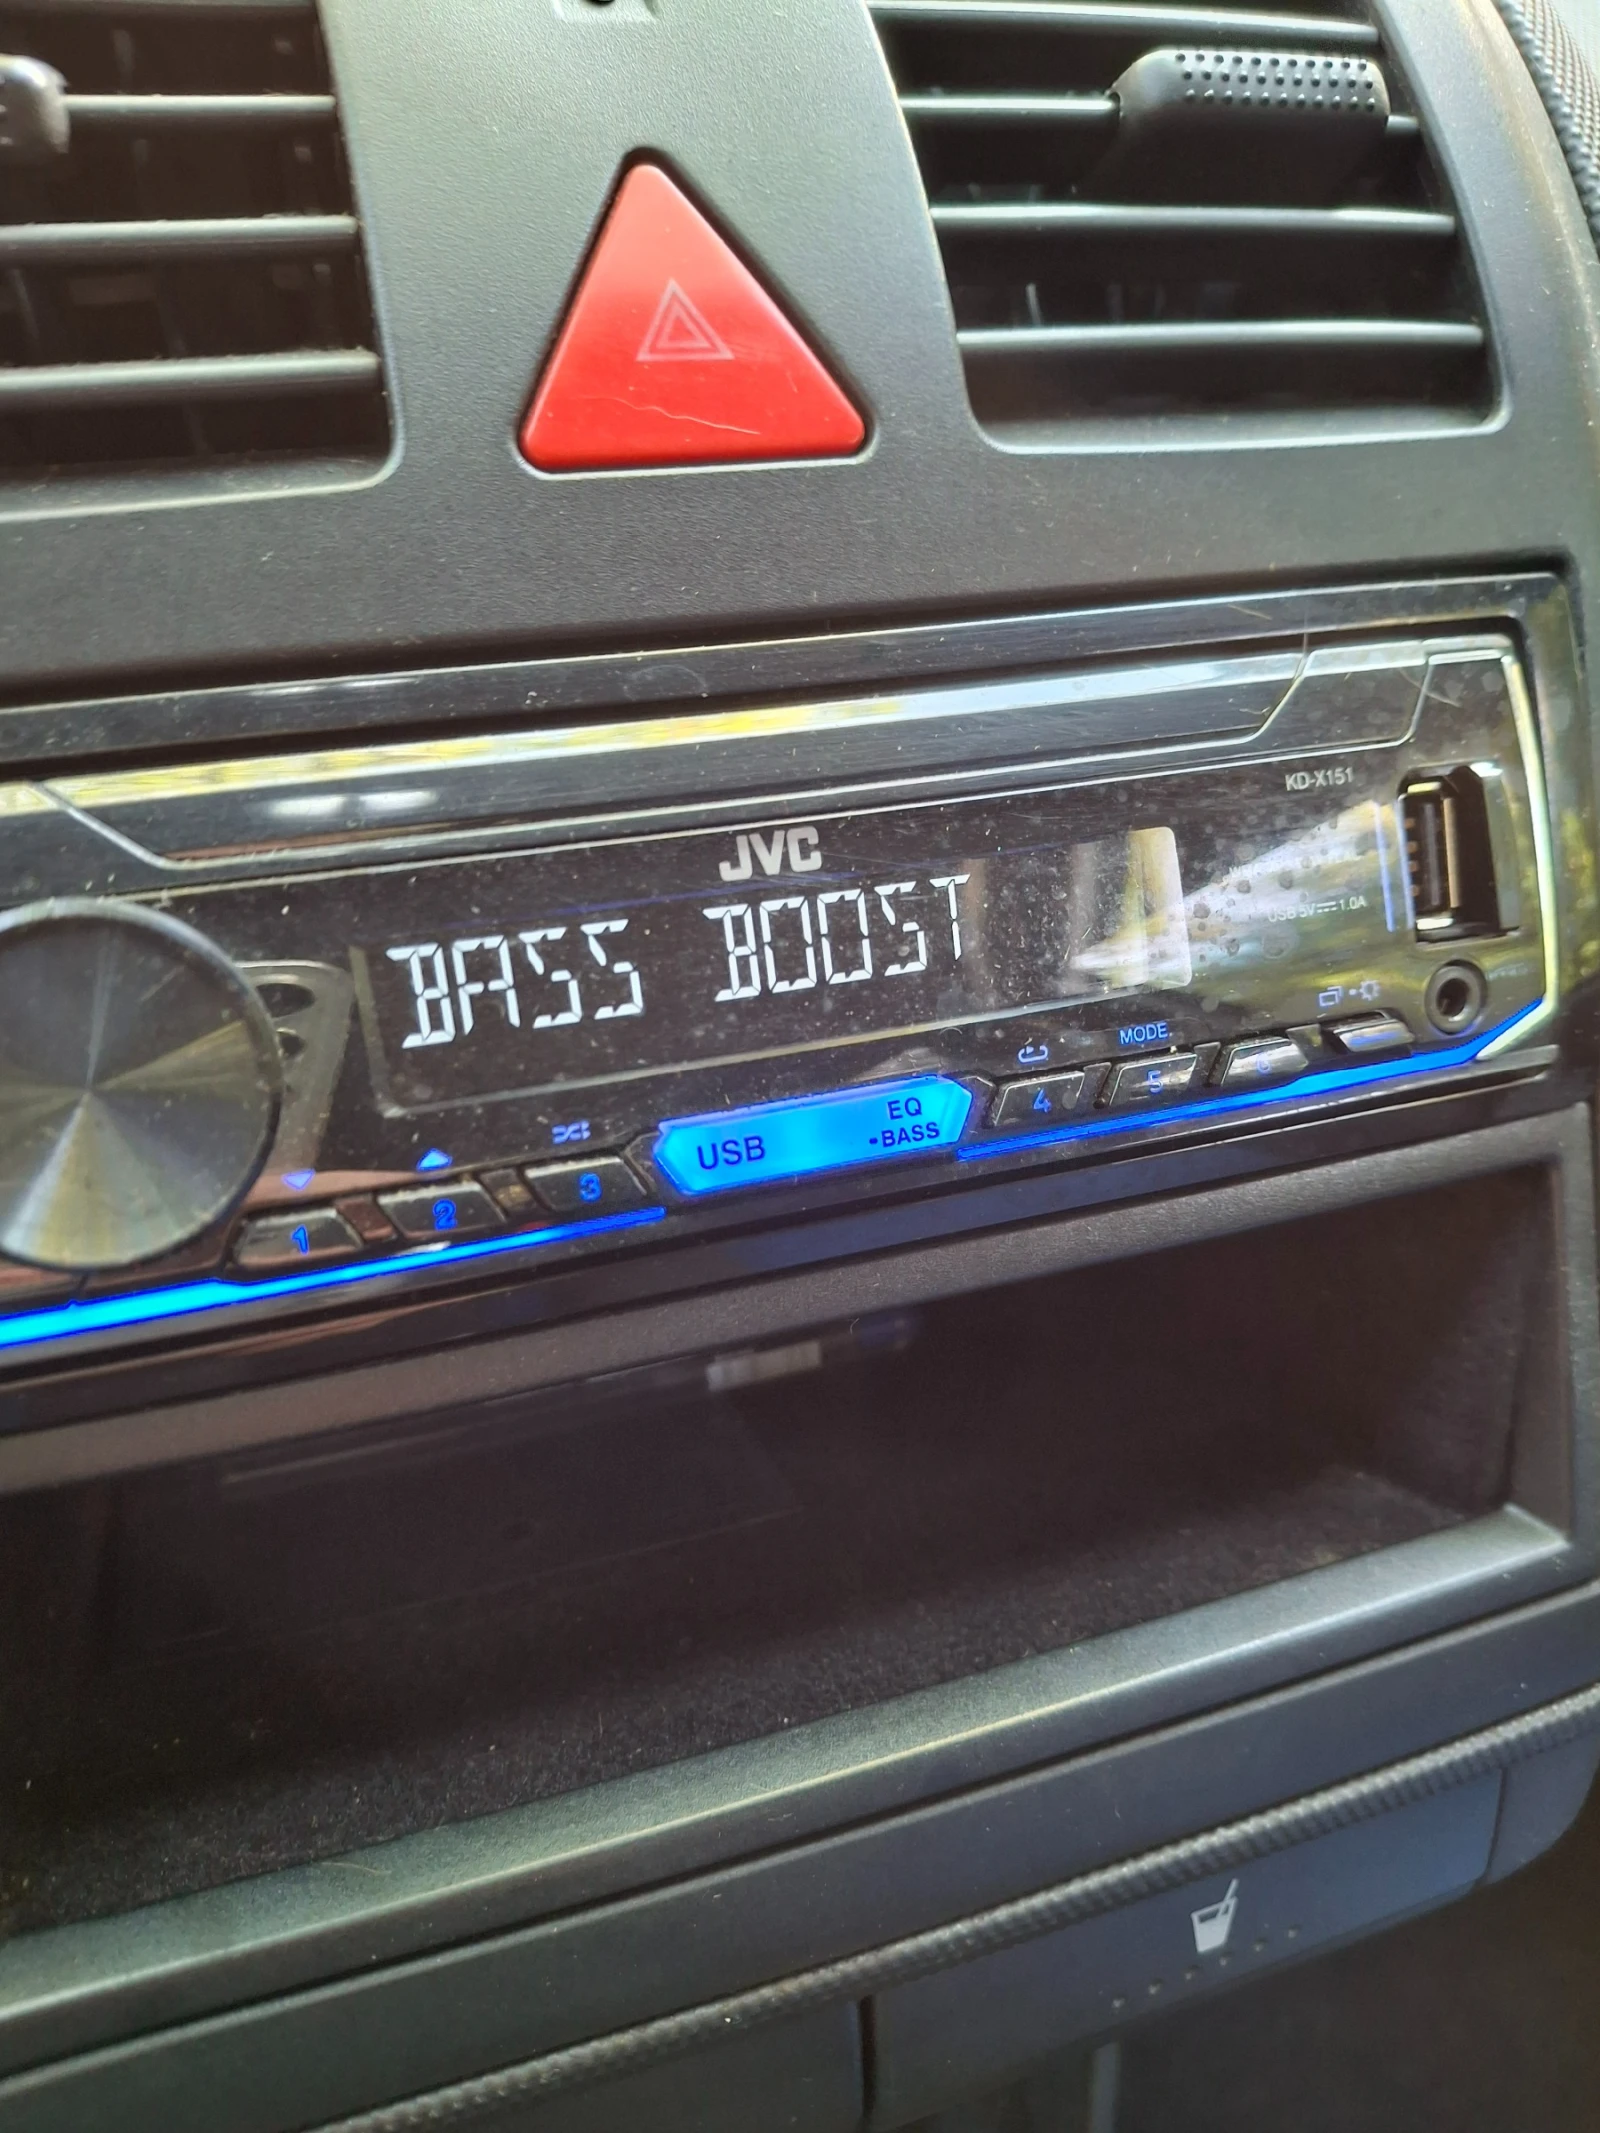 KD-X151
JVC
BASS BOOST
USB 5V 1.0A
MODE
EQ
USB
•BASS
1 2 3 4 5 6